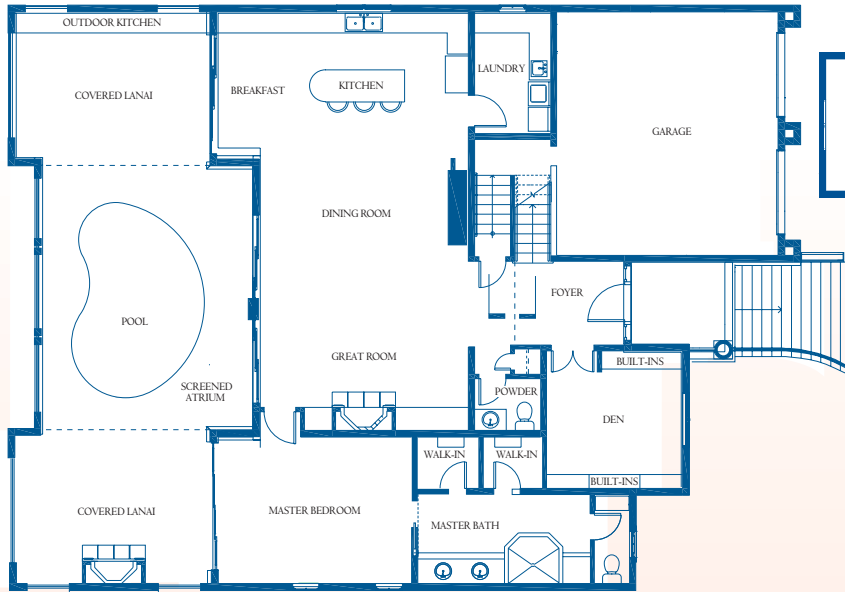 OUTDOOR KITCHEN
COVERED LANAI
BREAKFAST
KITCHEN
LAUNDRY
GARAGE
DINING ROOM
FOYER
POOL
GREAT ROOM
SCREENED
ATRIUM
BUILT-INS
POWDER
DEN
WALK-IN
WALK-IN
BUILT-INS
COVERED LANAI
MASTER BEDROOM
MASTER BATH